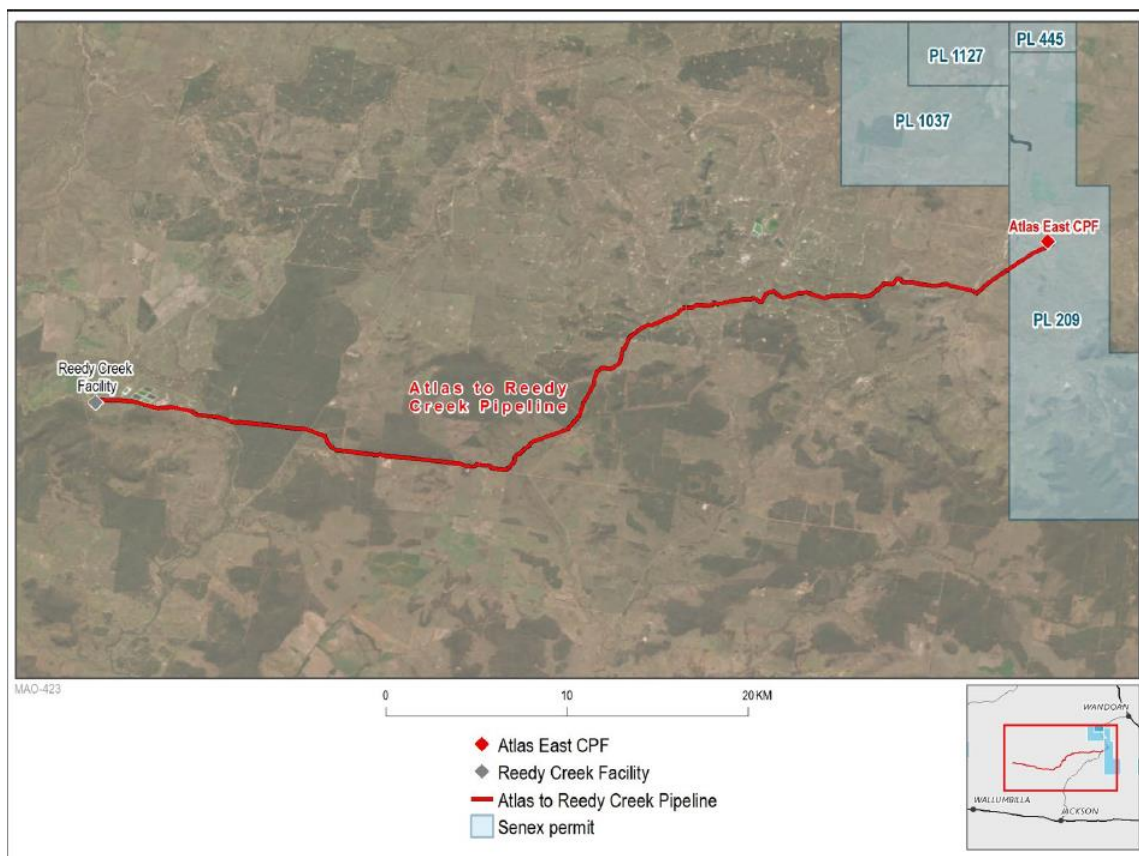 PL 1127
PL 445
PL 1037
Atlas East CPF
PL 209
Reedy Creek
Facility
Atlas to Reedy
Creek Pipeline
MAO-423
0 10 20 KM
Atlas East CPF
Reedy Creek Facility
Atlas to Reedy Creek Pipeline
Senex permit
WANDOAN
WALLUMBILLA
JACKSON